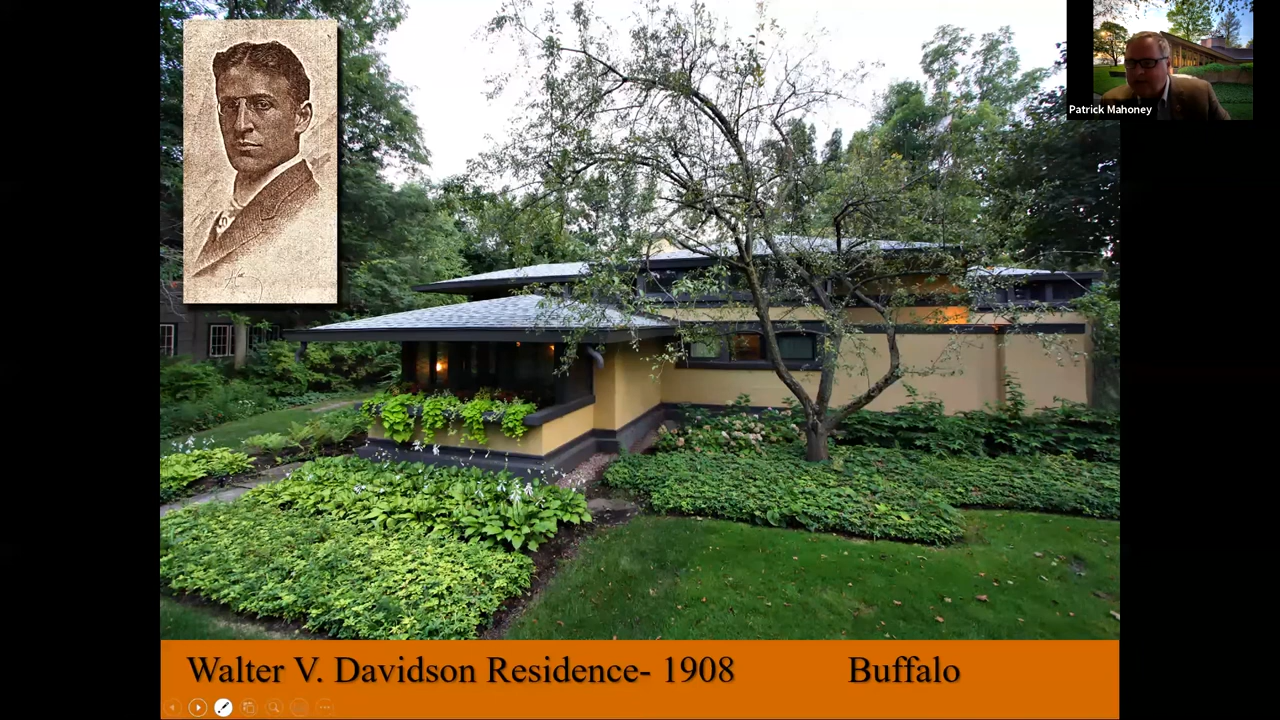 Patrick Mahoney
Walter V. Davidson Residence- 1908 Buffalo